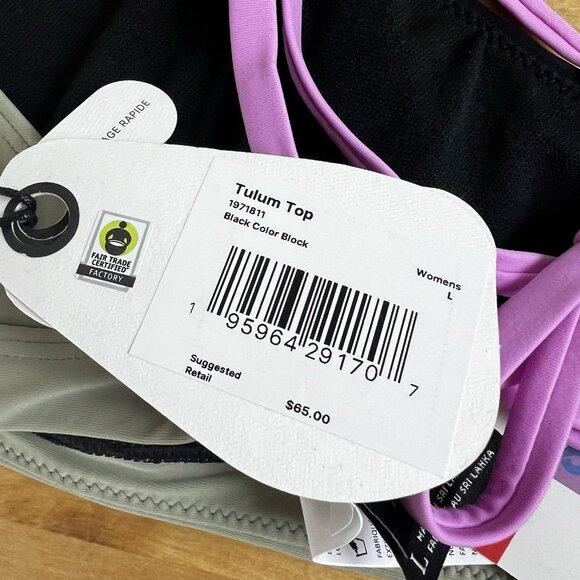 AGE RAPIDE
Tulum Top
1971811
Black Color Block
Womens
L
FAIR TRADE
CERTIFIED
FACTORY
1 95964 29170 7
Suggested
Retail
$65.00
SRI LANKA
AU SRI LANKA
L